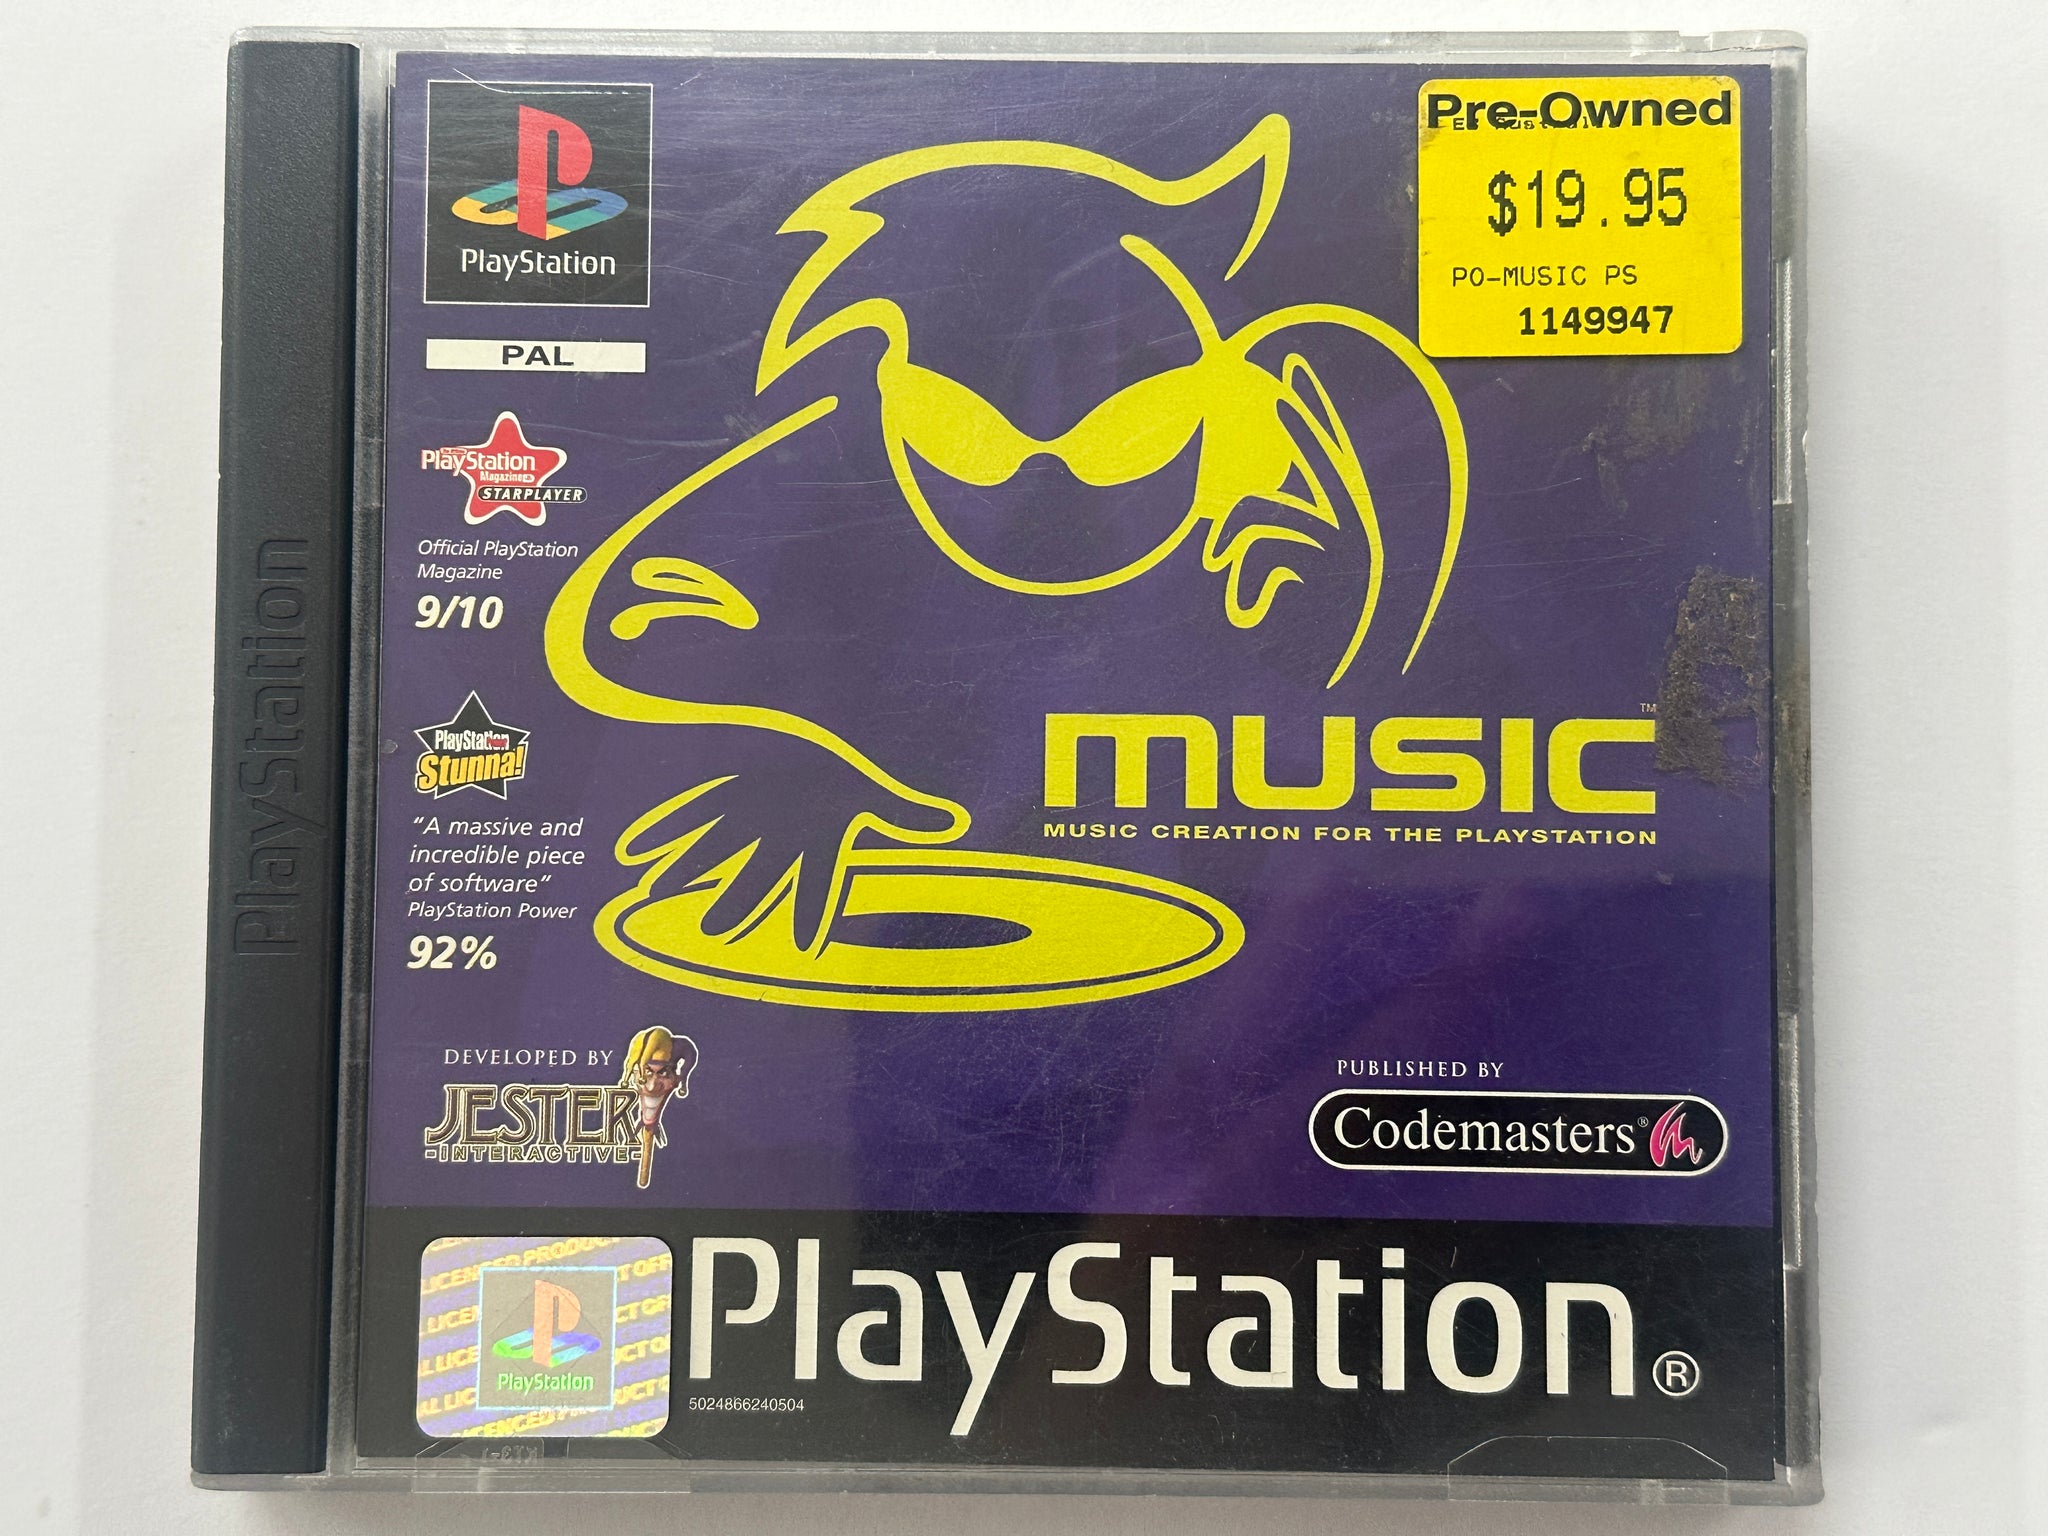 PlayStation
PlayStation
PAL
PlayStation
Magazine
STARPLAYER
Official PlayStation
Magazine
9/10
PlayStation
Stunna!
"A massive and
incredible piece
of software"
PlayStation Power
92%
Pre-Owned
$19.95
PO-MUSIC PS
1149947
MUSIC™
MUSIC CREATION FOR THE PLAYSTATION
DEVELOPED BY
JESTER
-INTERACTIVE-
PUBLISHED BY
Codemasters®
PlayStation
PlayStation®
5024866240504